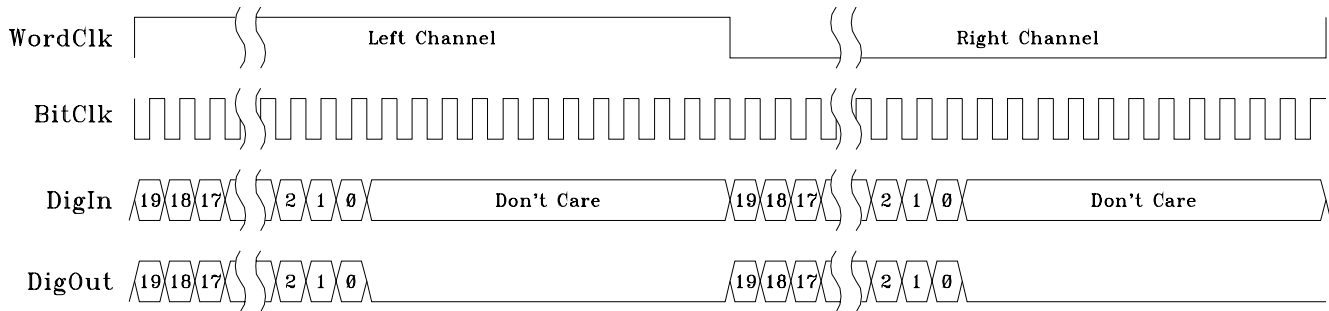 WordClk Left Channel Right Channel
BitClk
DigIn 19 18 17 2 1 0 Don't Care 19 18 17 2 1 0 Don't Care
DigOut 19 18 17 2 1 0 19 18 17 2 1 0